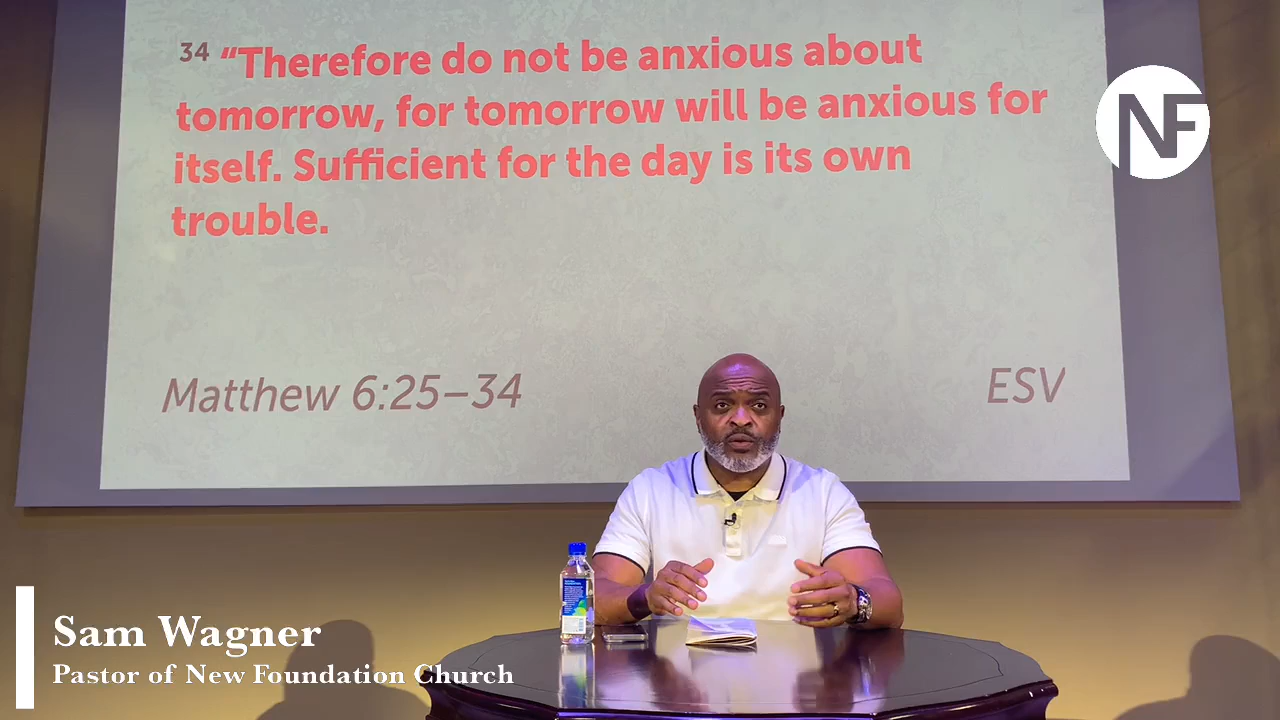 34 “Therefore do not be anxious about
tomorrow, for tomorrow will be anxious for
itself. Sufficient for the day is its own
trouble.
Matthew 6:25–34
ESV
NF
Sam Wagner
Pastor of New Foundation Church